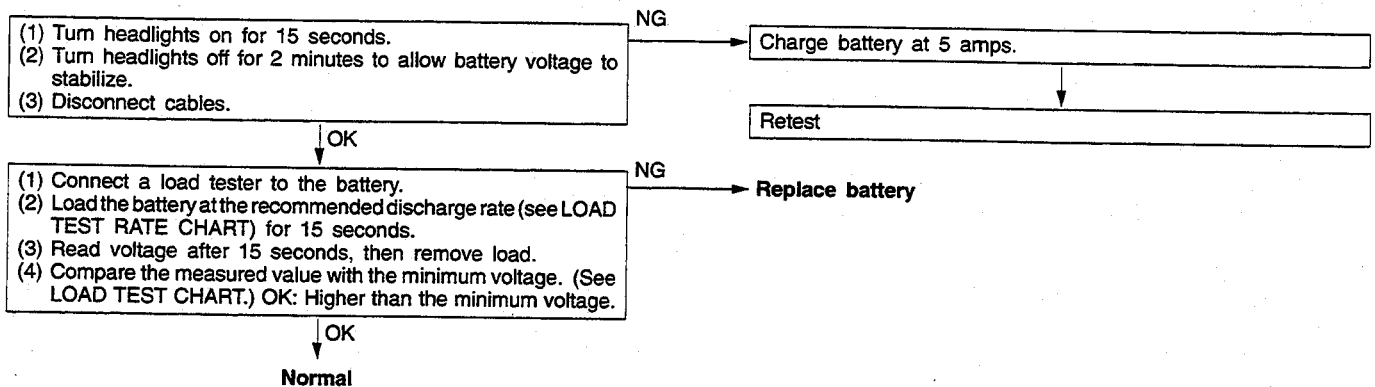 (1) Turn headlights on for 15 seconds.
(2) Turn headlights off for 2 minutes to allow battery voltage to
stabilize.
(3) Disconnect cables.
NG
Charge battery at 5 amps.
Retest
OK
(1) Connect a load tester to the battery.
(2) Load the battery at the recommended discharge rate (see LOAD
TEST RATE CHART) for 15 seconds.
(3) Read voltage after 15 seconds, then remove load.
(4) Compare the measured value with the minimum voltage. (See
LOAD TEST CHART.) OK: Higher than the minimum voltage.
NG
Replace battery
OK
Normal